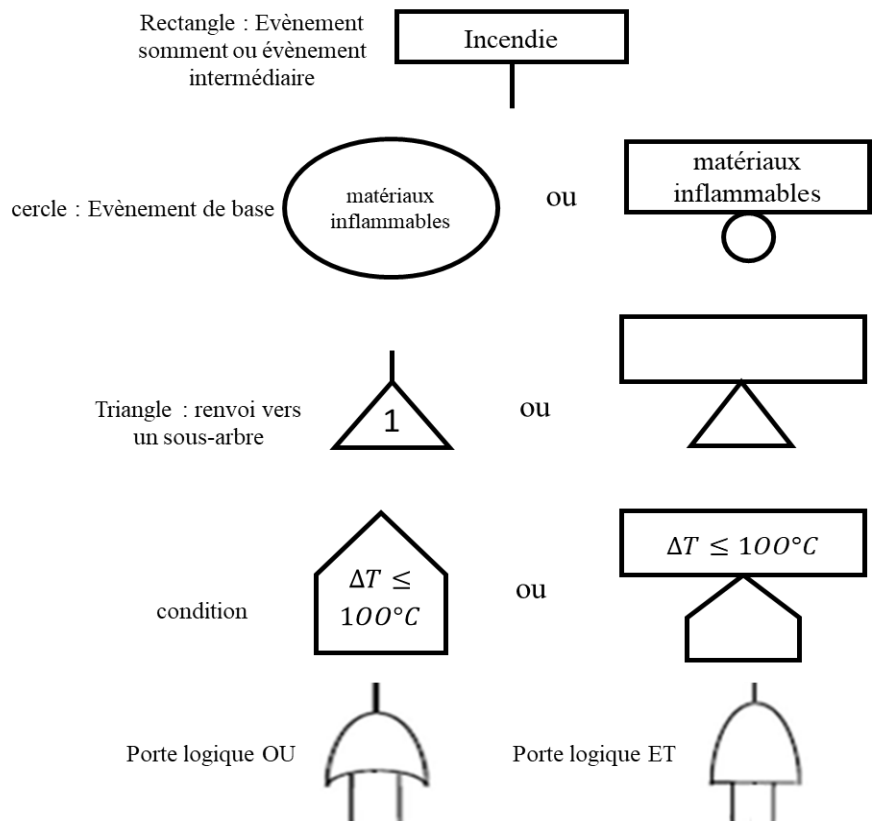 Rectangle : Evènement
somment ou évènement
intermédiaire
Incendie
cercle : Evènement de base
matériaux
inflammables
ou
matériaux
inflammables
Triangle : renvoi vers
un sous-arbre
1
ou
condition
ΔT ≤
100°C
ou
ΔT ≤ 100°C
Porte logique OU
Porte logique ET